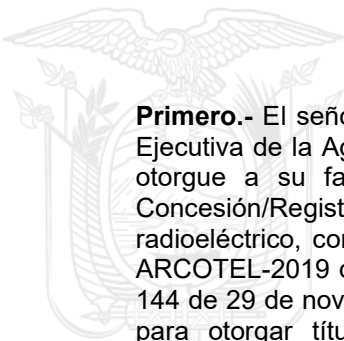 Primero.- El seño
Ejecutiva de la Ag
otorgue a su fa
Concesión/Regist
radioeléctrico, con
ARCOTEL-2019 c
144 de 29 de nov
para otorgar títu